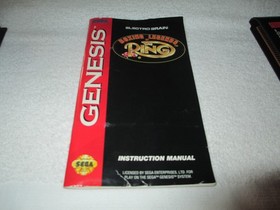 GENESIS
ELECTRO BRAIN
BOXING LEGENDS
OF THE
RING
INSTRUCTION MANUAL
LICENSED BY SEGA ENTERPRISES, LTD. FOR
PLAY ON THE SEGA™ GENESIS™ SYSTEM.
SEGA